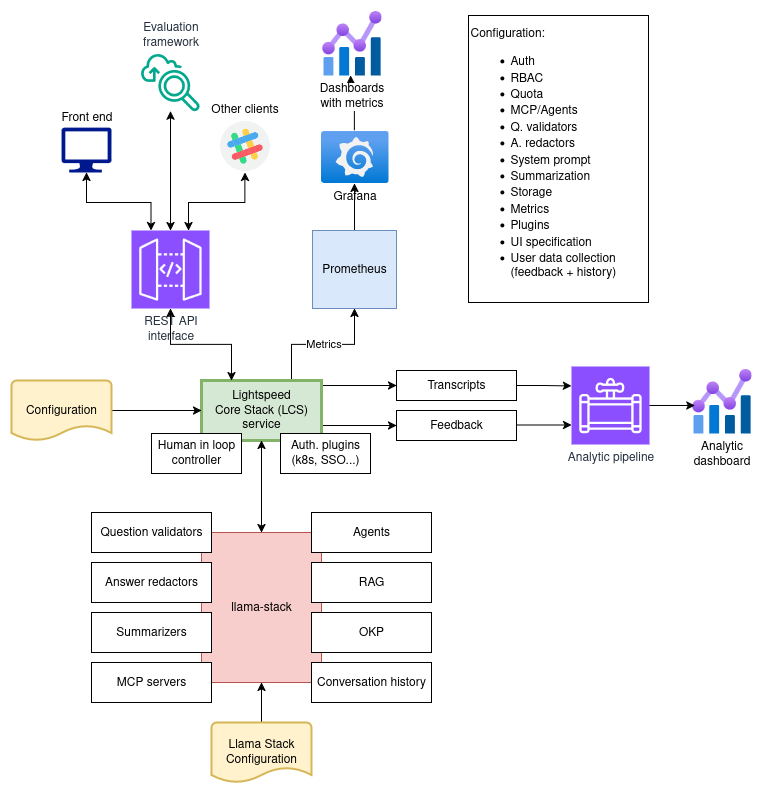 Evaluation
framework
Front end
Other clients
Dashboards
with metrics
Grafana
Configuration:
• Auth
• RBAC
• Quota
• MCP/Agents
• Q. validators
• A. redactors
• System prompt
• Summarization
• Storage
• Metrics
• Plugins
• UI specification
• User data collection
(feedback + history)
Prometheus
REST API
interface
Metrics
Configuration
Lightspeed
Core Stack (LCS)
service
Human in loop
controller
Auth. plugins
(k8s, SSO...)
Transcripts
Feedback
Analytic pipeline
Analytic
dashboard
Question validators
Answer redactors
Summarizers
MCP servers
llama-stack
Agents
RAG
OKP
Conversation history
Llama Stack
Configuration